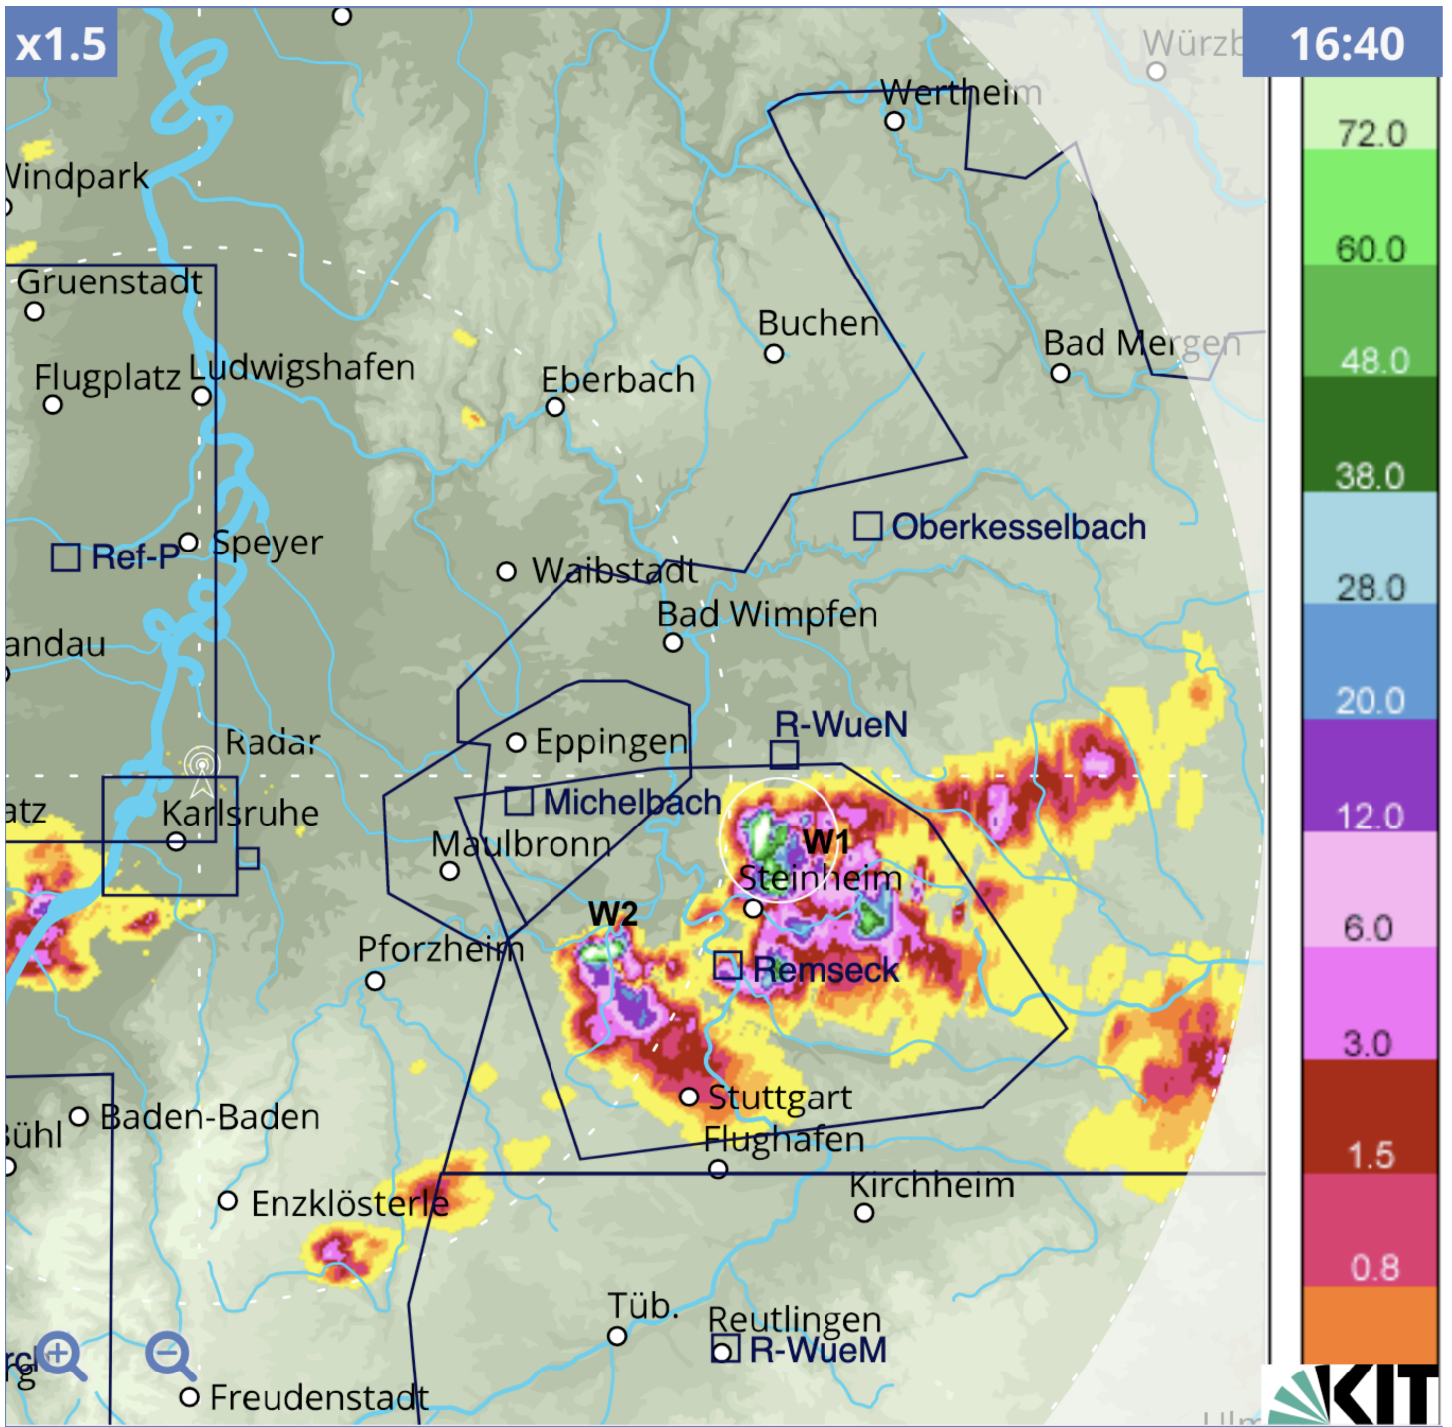 x1.5
16:40
Würzb
Wertheim
72.0
Windpark
60.0
Gruenstadt
Buchen
Bad Mergen
48.0
Flugplatz
Ludwigshafen
Eberbach
38.0
Oberkesselbach
Ref-P
Speyer
Waibstadt
28.0
Bad Wimpfen
andau
20.0
R-WueN
Radar
Eppingen
Michelbach
12.0
atz
Karlsruhe
Maulbronn
W1
Steinheim
W2
6.0
Pforzheim
Remseck
3.0
Stuttgart
Baden-Baden
Bühl
Flughafen
1.5
Kirchheim
Enzklösterle
0.8
Tüb.
Reutlingen
R-WueM
Freudenstadt
KIT
Ulm